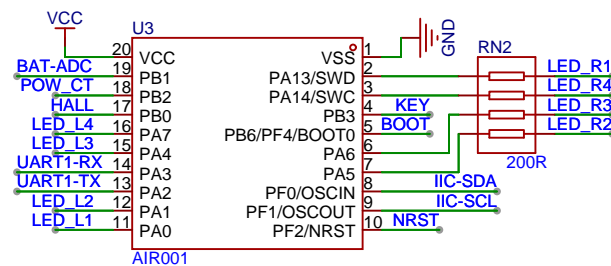 VCC
U3
GND
RN2
20 VCC VSS 1
BAT-ADC 19 PB1 PA13/SWD 2 LED_R1
POW_CT 18 PB2 PA14/SWC 3 LED_R4
HALL 17 PB0 PB3 4 KEY LED_R3
LED_L4 16 PA7 PB6/PF4/BOOT0 5 BOOT LED_R2
LED_L3 15 PA4 PA6 6
UART1-RX 14 PA3 PA5 7 200R
UART1-TX 13 PA2 PF0/OSCIN 8 IIC-SDA
LED_L2 12 PA1 PF1/OSCOUT 9 IIC-SCL
LED_L1 11 PA0 PF2/NRST 10 NRST
AIR001